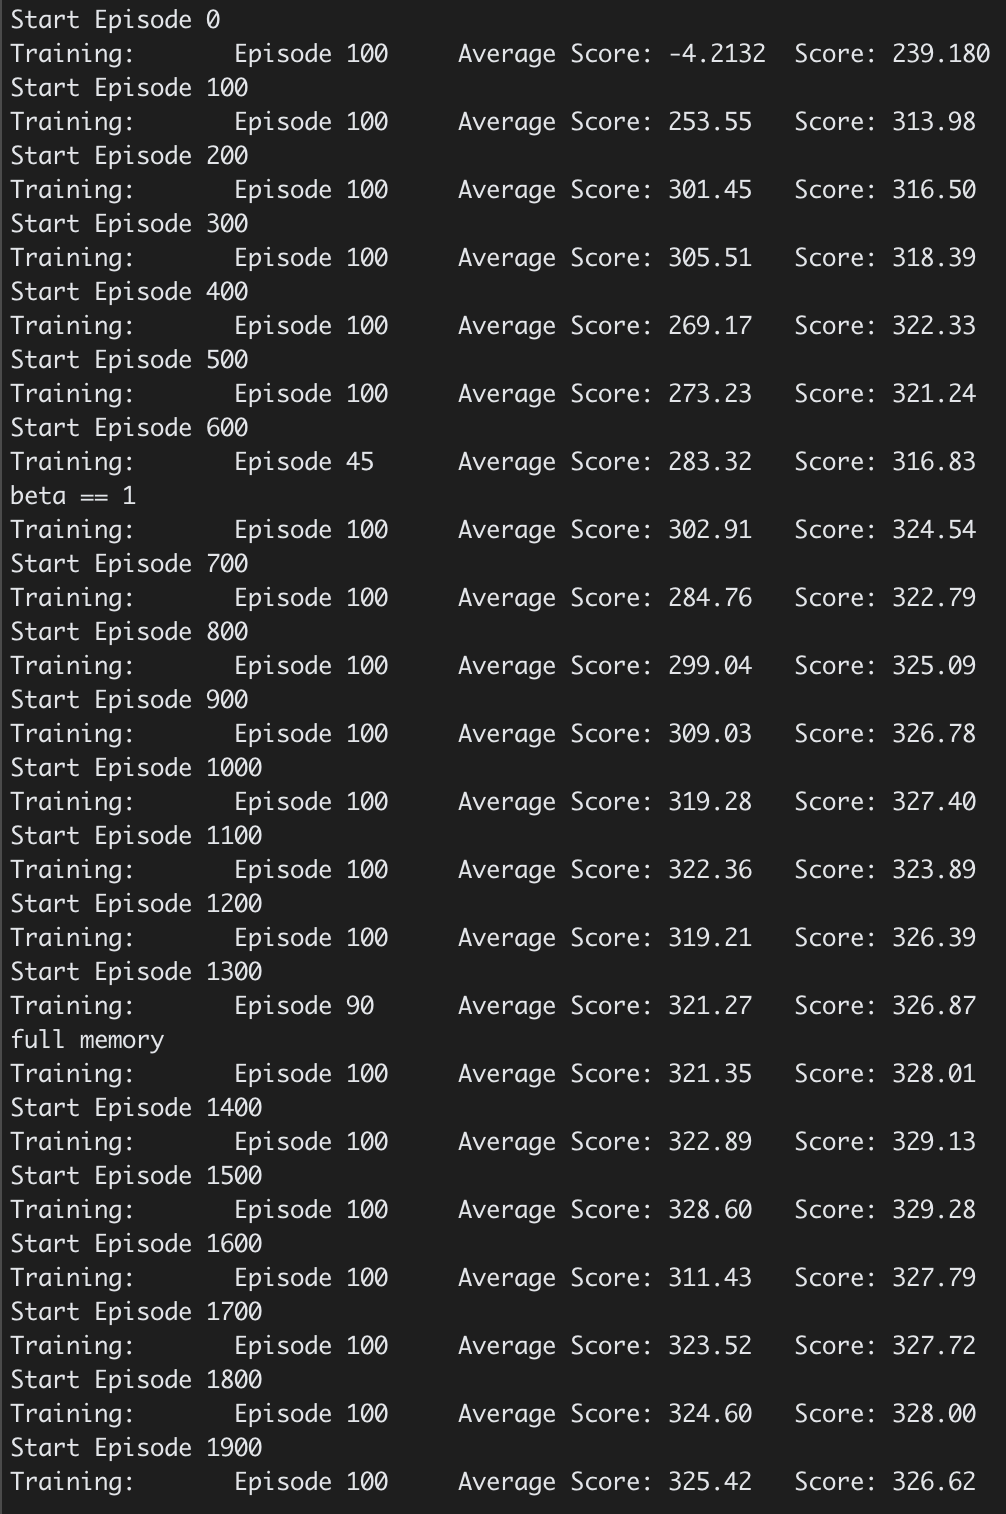 Start Episode 0
Training:       Episode 100     Average Score: -4.2132  Score: 239.180
Start Episode 100
Training:       Episode 100     Average Score: 253.55   Score: 313.98
Start Episode 200
Training:       Episode 100     Average Score: 301.45   Score: 316.50
Start Episode 300
Training:       Episode 100     Average Score: 305.51   Score: 318.39
Start Episode 400
Training:       Episode 100     Average Score: 269.17   Score: 322.33
Start Episode 500
Training:       Episode 100     Average Score: 273.23   Score: 321.24
Start Episode 600
Training:       Episode 45      Average Score: 283.32   Score: 316.83
beta == 1
Training:       Episode 100     Average Score: 302.91   Score: 324.54
Start Episode 700
Training:       Episode 100     Average Score: 284.76   Score: 322.79
Start Episode 800
Training:       Episode 100     Average Score: 299.04   Score: 325.09
Start Episode 900
Training:       Episode 100     Average Score: 309.03   Score: 326.78
Start Episode 1000
Training:       Episode 100     Average Score: 319.28   Score: 327.40
Start Episode 1100
Training:       Episode 100     Average Score: 322.36   Score: 323.89
Start Episode 1200
Training:       Episode 100     Average Score: 319.21   Score: 326.39
Start Episode 1300
Training:       Episode 90      Average Score: 321.27   Score: 326.87
full memory
Training:       Episode 100     Average Score: 321.35   Score: 328.01
Start Episode 1400
Training:       Episode 100     Average Score: 322.89   Score: 329.13
Start Episode 1500
Training:       Episode 100     Average Score: 328.60   Score: 329.28
Start Episode 1600
Training:       Episode 100     Average Score: 311.43   Score: 327.79
Start Episode 1700
Training:       Episode 100     Average Score: 323.52   Score: 327.72
Start Episode 1800
Training:       Episode 100     Average Score: 324.60   Score: 328.00
Start Episode 1900
Training:       Episode 100     Average Score: 325.42   Score: 326.62